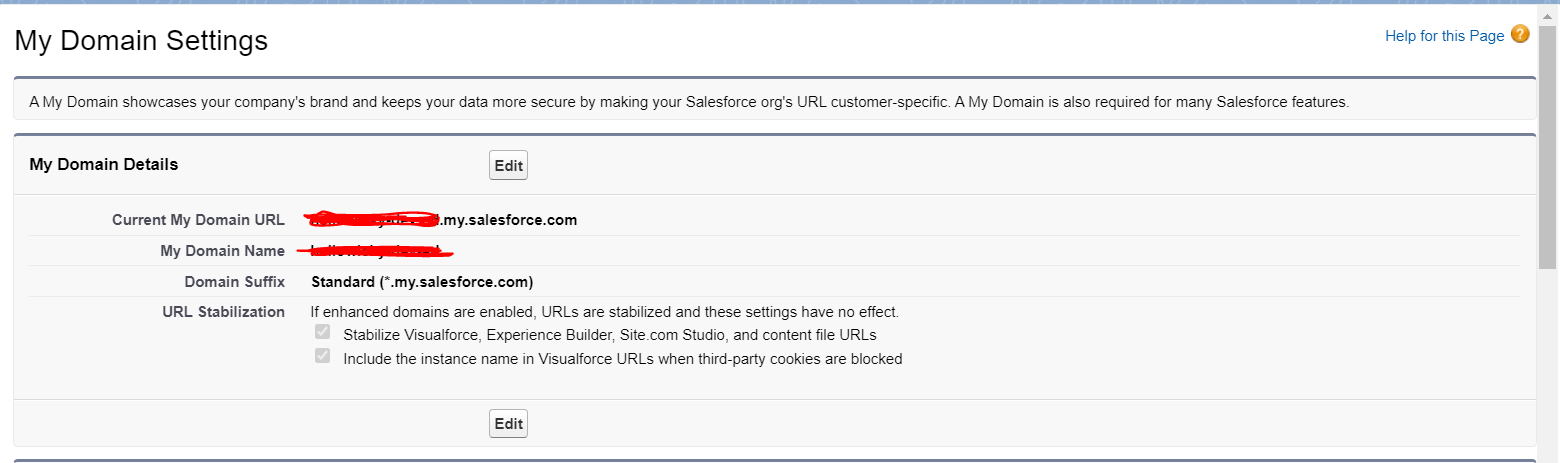 My Domain Settings
Help for this Page ?
A My Domain showcases your company's brand and keeps your data more secure by making your Salesforce org's URL customer-specific. A My Domain is also required for many Salesforce features.
My Domain Details Edit
Current My Domain URL .my.salesforce.com
My Domain Name
Domain Suffix Standard (*.my.salesforce.com)
URL Stabilization If enhanced domains are enabled, URLs are stabilized and these settings have no effect.
Stabilize Visualforce, Experience Builder, Site.com Studio, and content file URLs
Include the instance name in Visualforce URLs when third-party cookies are blocked
Edit